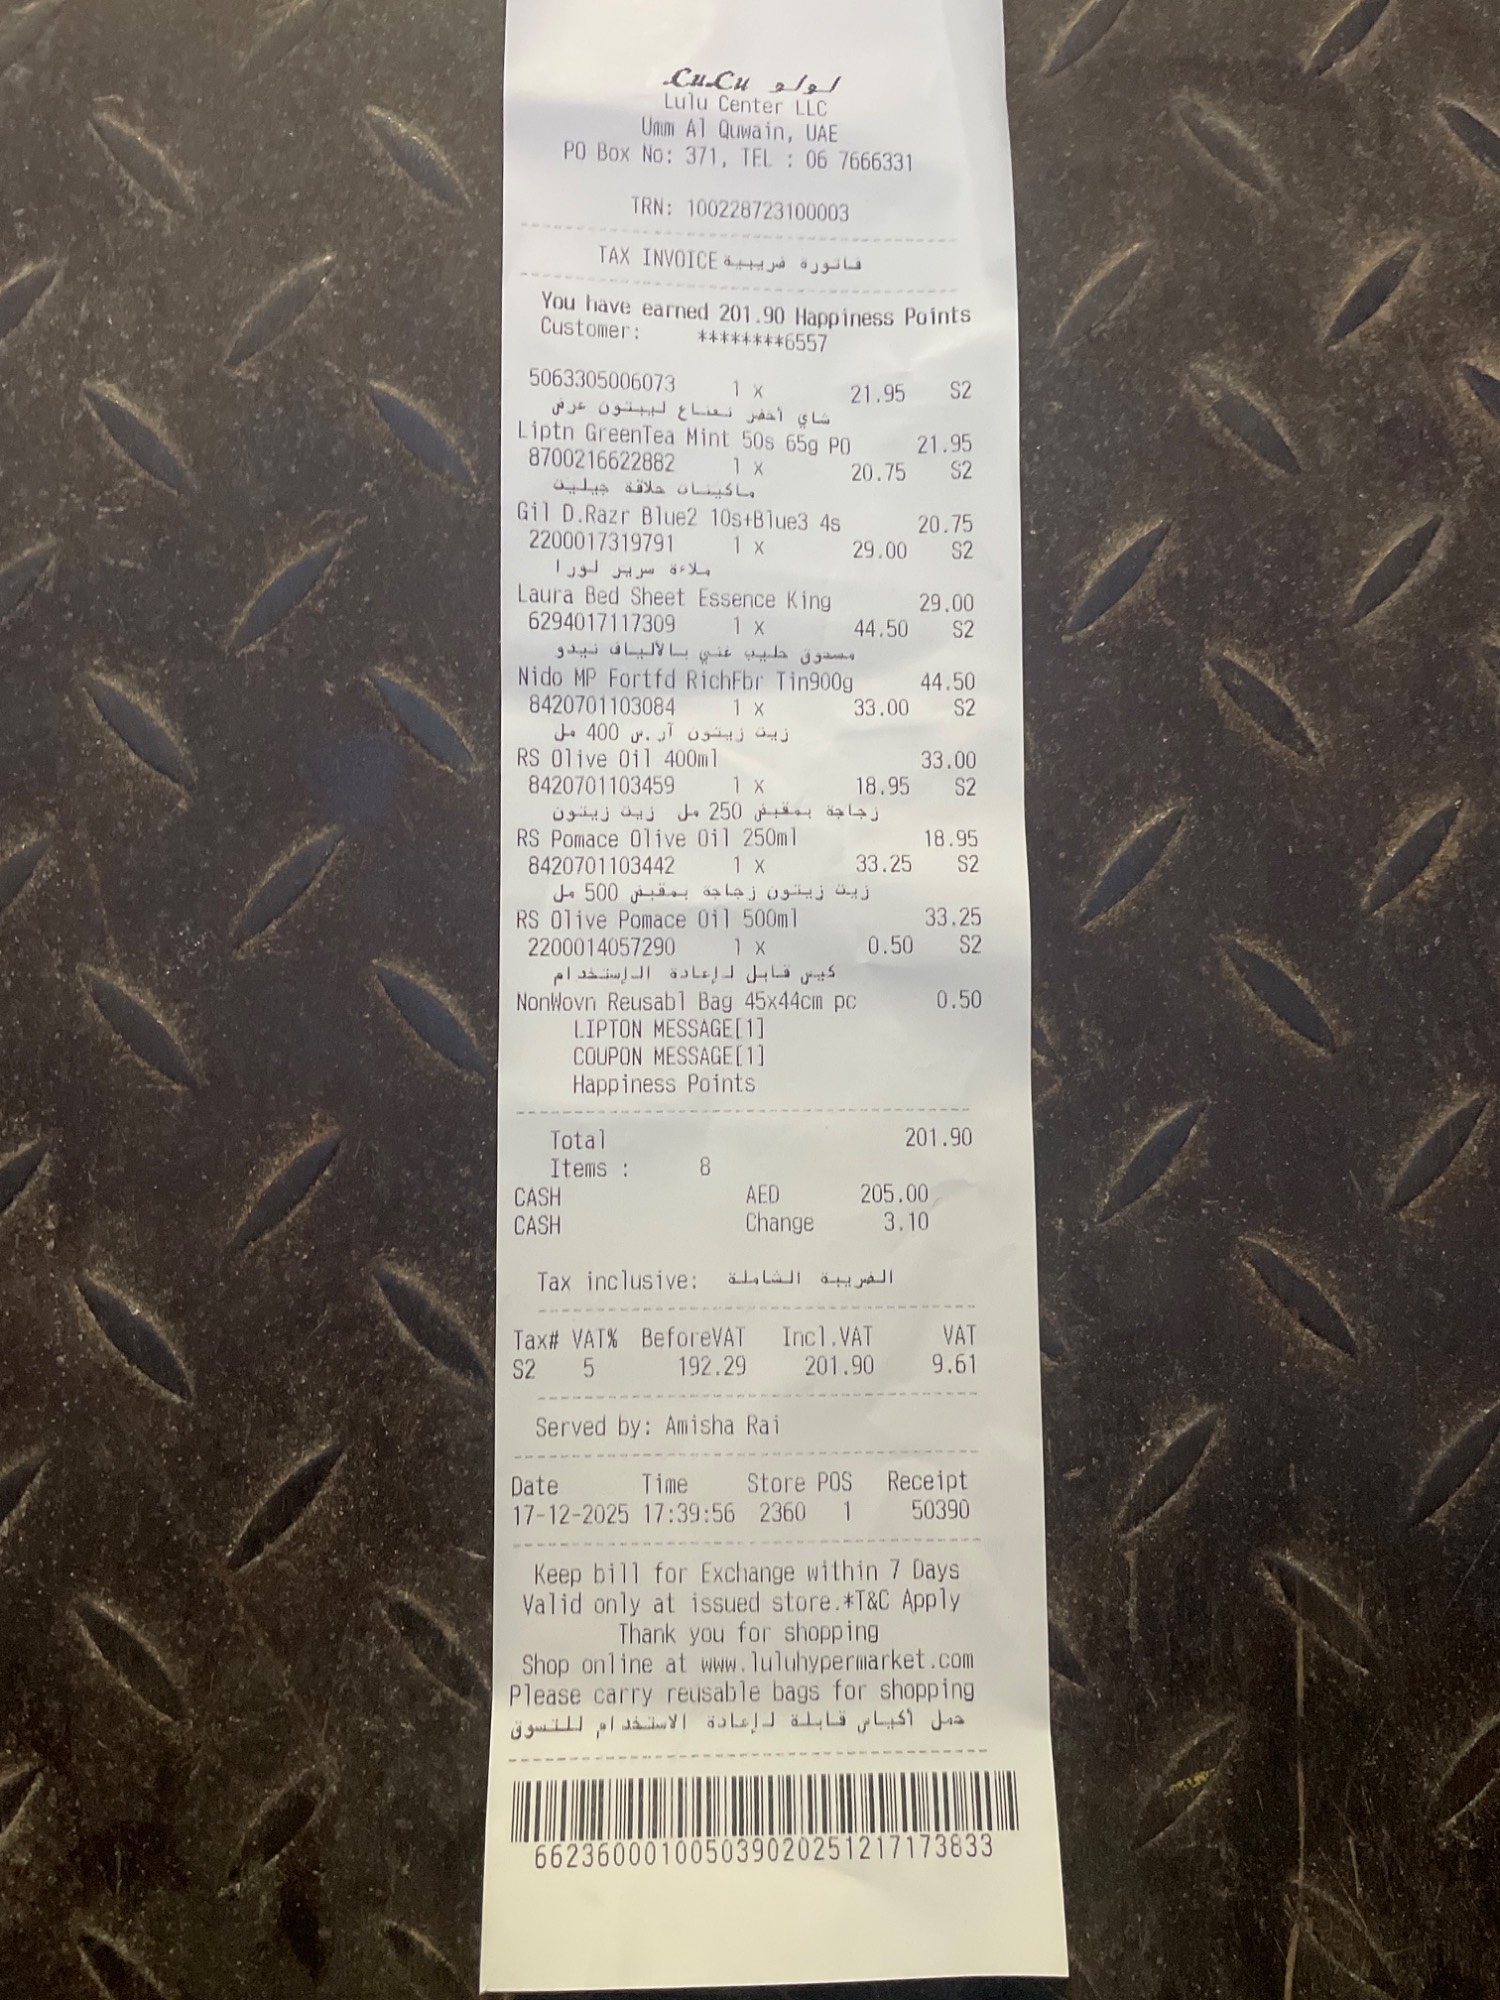 LuLu لولو
Lulu Center LLC
Umm Al Quwain, UAE
PO Box No: 371, TEL : 06 7666331
TRN: 100228723100003
TAX INVOICE فاتورة ضريبية
You have earned 201.90 Happiness Points
Customer: ********6557
5063305006073 1 x 21.95 S2
شاي أخضر نعناع ليبتون عرض
Liptn GreenTea Mint 50s 65g PO 21.95
8700216622882 1 x 20.75 S2
ماكينات حلاقة جيليت
Gil D.Razr Blue2 10s+Blue3 4s 20.75
2200017319791 1 x 29.00 S2
ملاءة سرير لورا
Laura Bed Sheet Essence King 29.00
6294017117309 1 x 44.50 S2
مسحوق حليب غني بالألياف نيدو
Nido MP Fortfd RichFbr Tin900g 44.50
8420701103084 1 x 33.00 S2
زيت زيتون آر.س 400 مل
RS Olive Oil 400ml 33.00
8420701103459 1 x 18.95 S2
زجاجة بمقبض 250 مل زيت زيتون
RS Pomace Olive Oil 250ml 18.95
8420701103442 1 x 33.25 S2
زيت زيتون زجاجة بمقبض 500 مل
RS Olive Pomace Oil 500ml 33.25
2200014057290 1 x 0.50 S2
كيس قابل لإعادة الإستخدام
NonWovn Reusabl Bag 45x44cm pc 0.50
LIPTON MESSAGE[1]
COUPON MESSAGE[1]
Happiness Points
Total 201.90
Items : 8
CASH AED 205.00
CASH Change 3.10
Tax inclusive: الضريبة الشاملة
Tax# VAT% BeforeVAT Incl.VAT VAT
S2 5 192.29 201.90 9.61
Served by: Amisha Rai
Date Time Store POS Receipt
17-12-2025 17:39:56 2360 1 50390
Keep bill for Exchange within 7 Days
Valid only at issued store.*T&C Apply
Thank you for shopping
Shop online at www.luluhypermarket.com
Please carry reusable bags for shopping
حمل أكياس قابلة لإعادة الاستخدام للتسوق
66236000100503902025121717​3833